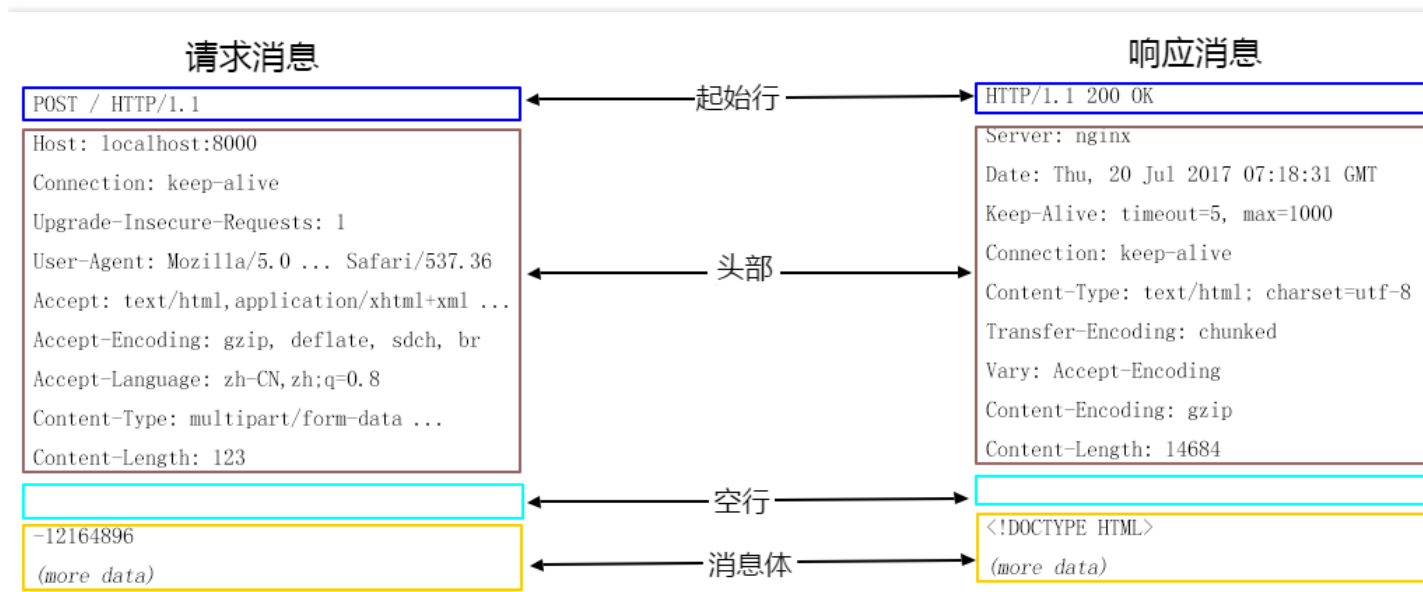 请求消息
POST / HTTP/1.1
Host: localhost:8000
Connection: keep-alive
Upgrade-Insecure-Requests: 1
User-Agent: Mozilla/5.0 ... Safari/537.36
Accept: text/html,application/xhtml+xml ...
Accept-Encoding: gzip, deflate, sdch, br
Accept-Language: zh-CN,zh;q=0.8
Content-Type: multipart/form-data ...
Content-Length: 123
-12164896
(more data)
起始行
头部
空行
消息体
响应消息
HTTP/1.1 200 OK
Server: nginx
Date: Thu, 20 Jul 2017 07:18:31 GMT
Keep-Alive: timeout=5, max=1000
Connection: keep-alive
Content-Type: text/html; charset=utf-8
Transfer-Encoding: chunked
Vary: Accept-Encoding
Content-Encoding: gzip
Content-Length: 14684
<!DOCTYPE HTML>
(more data)